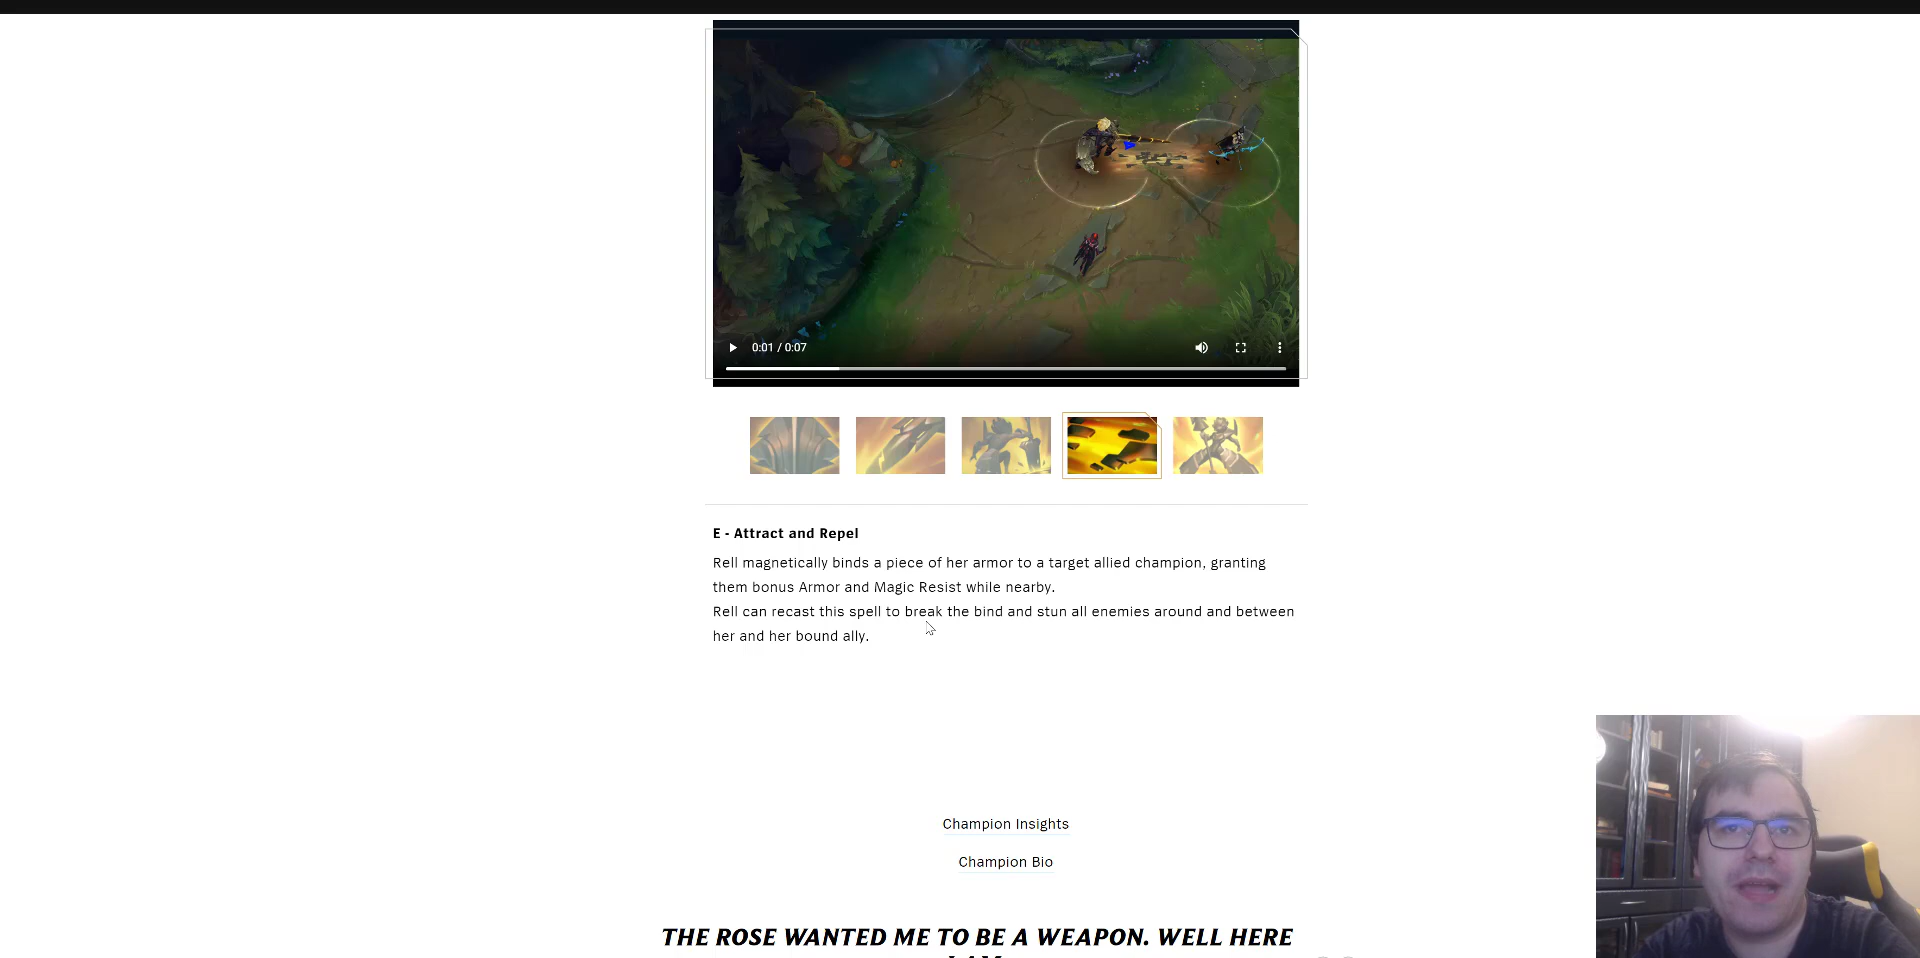 0:01 / 0:07
E - Attract and Repel
Rell magnetically binds a piece of her armor to a target allied champion, granting
them bonus Armor and Magic Resist while nearby.
Rell can recast this spell to break the bind and stun all enemies around and between
her and her bound ally.
Champion Insights
Champion Bio
THE ROSE WANTED ME TO BE A WEAPON. WELL HERE